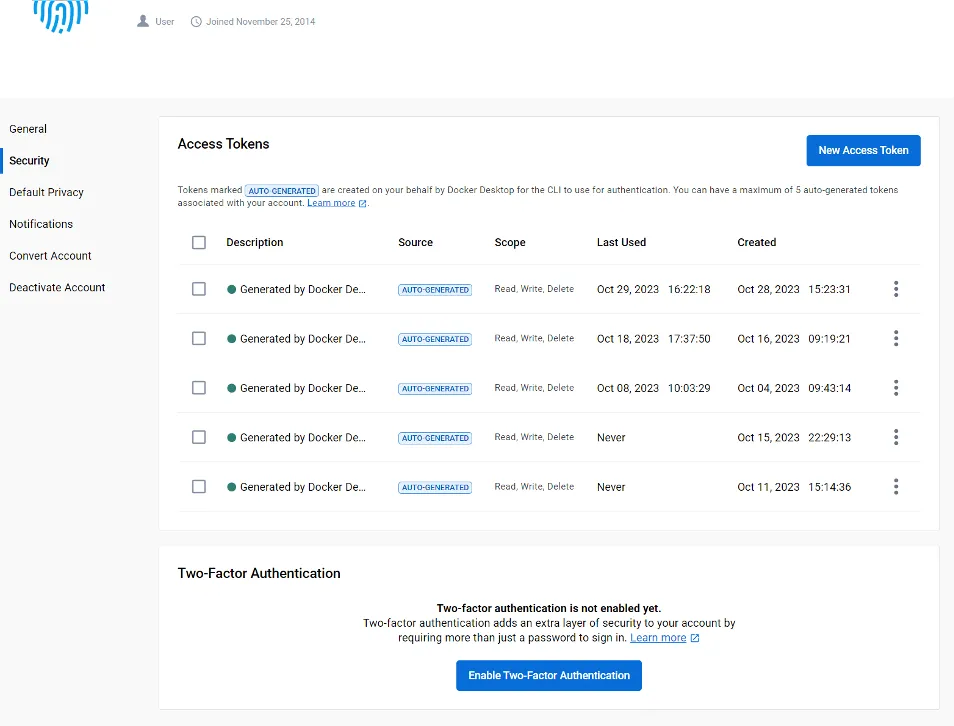 User Joined November 25, 2014
General
Security
Default Privacy
Notifications
Convert Account
Deactivate Account
Access Tokens
New Access Token
Tokens marked AUTO-GENERATED are created on your behalf by Docker Desktop for the CLI to use for authentication. You can have a maximum of 5 auto-generated tokens
associated with your account. Learn more.
Description Source Scope Last Used Created
Generated by Docker De... AUTO-GENERATED Read, Write, Delete Oct 29, 2023 16:22:18 Oct 28, 2023 15:23:31
Generated by Docker De... AUTO-GENERATED Read, Write, Delete Oct 18, 2023 17:37:50 Oct 16, 2023 09:19:21
Generated by Docker De... AUTO-GENERATED Read, Write, Delete Oct 08, 2023 10:03:29 Oct 04, 2023 09:43:14
Generated by Docker De... AUTO-GENERATED Read, Write, Delete Never Oct 15, 2023 22:29:13
Generated by Docker De... AUTO-GENERATED Read, Write, Delete Never Oct 11, 2023 15:14:36
Two-Factor Authentication
Two-factor authentication is not enabled yet.
Two-factor authentication adds an extra layer of security to your account by
requiring more than just a password to sign in. Learn more
Enable Two-Factor Authentication